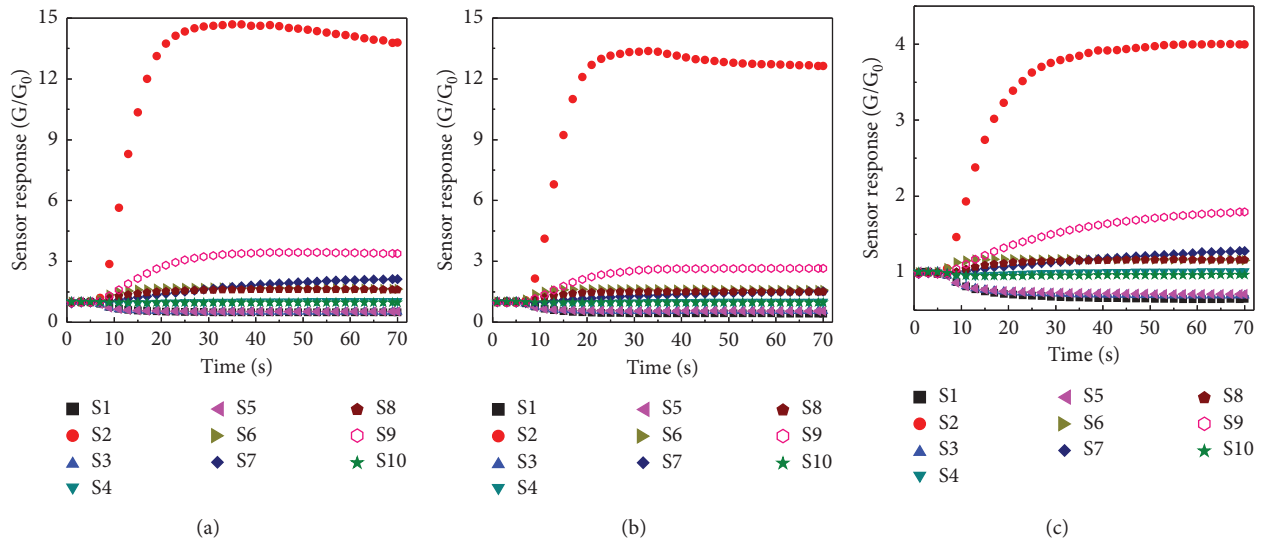 15
12
9
6
3
0
Sensor response (G/G0)
0 10 20 30 40 50 60 70
Time (s)
S1 S5 S8
S2 S6 S9
S3 S7 S10
S4
(a)
15
12
9
6
3
0
Sensor response (G/G0)
0 10 20 30 40 50 60 70
Time (s)
S1 S5 S8
S2 S6 S9
S3 S7 S10
S4
(b)
4
3
2
1
Sensor response (G/G0)
0 10 20 30 40 50 60 70
Time (s)
S1 S5 S8
S2 S6 S9
S3 S7 S10
S4
(c)